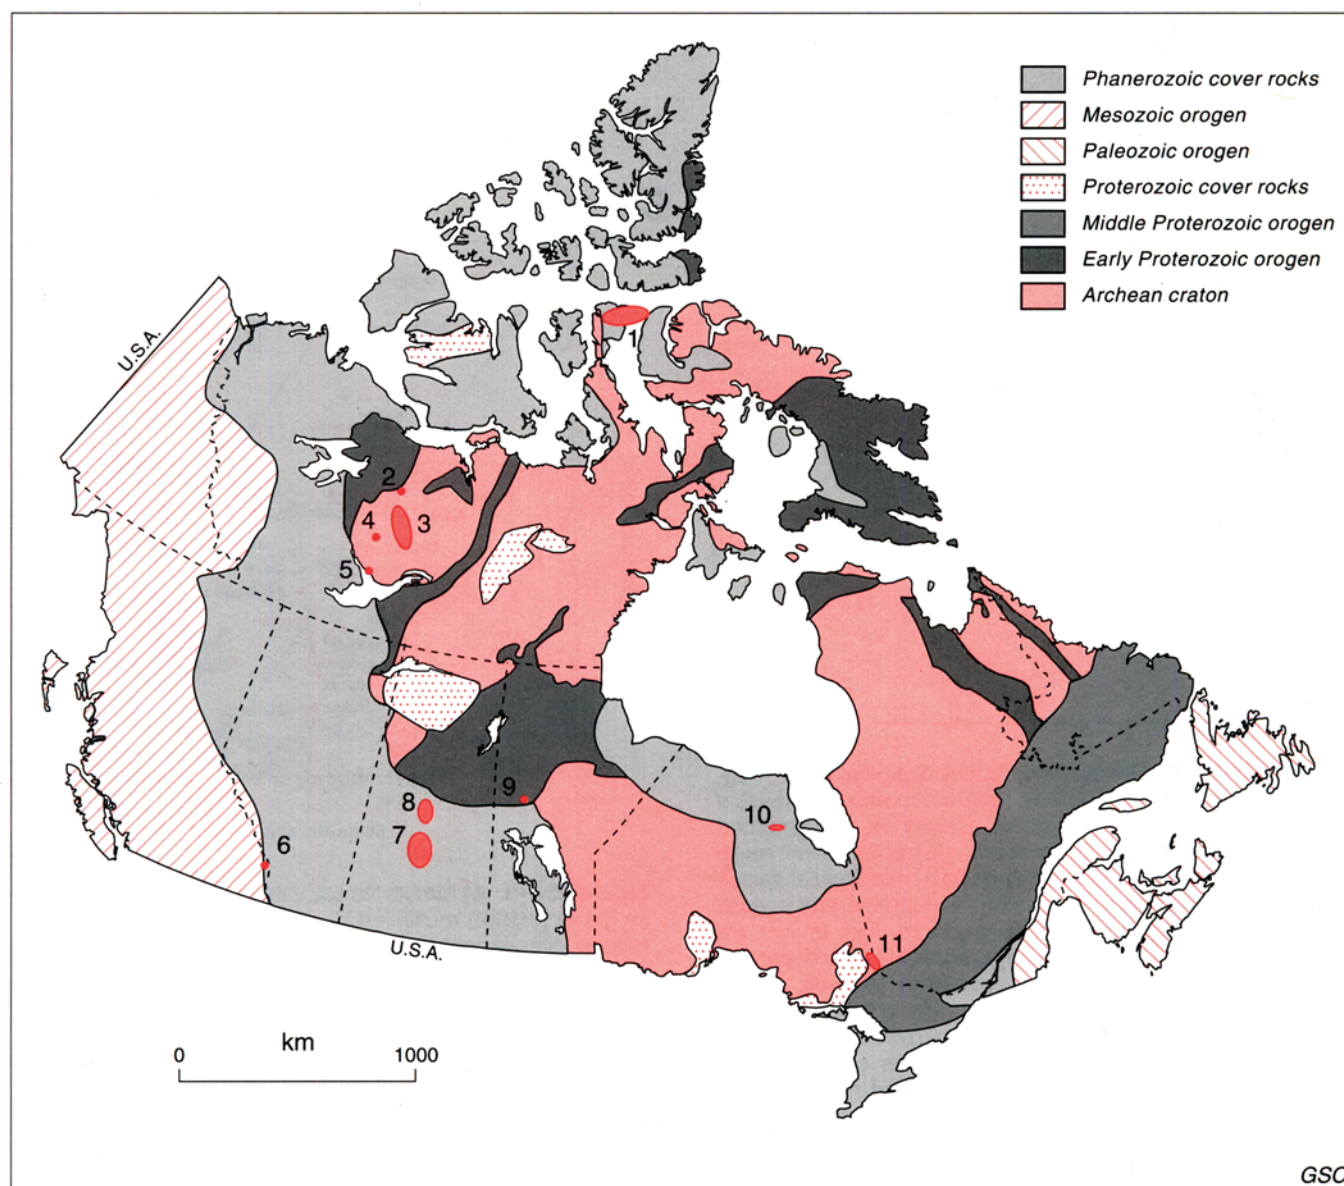 Phanerozoic cover rocks
Mesozoic orogen
Paleozoic orogen
Proterozoic cover rocks
Middle Proterozoic orogen
Early Proterozoic orogen
Archean craton
U.S.A.
1
2
3
4
5
6
7
8
9
10
11
U.S.A.
km
0 1000
GSC